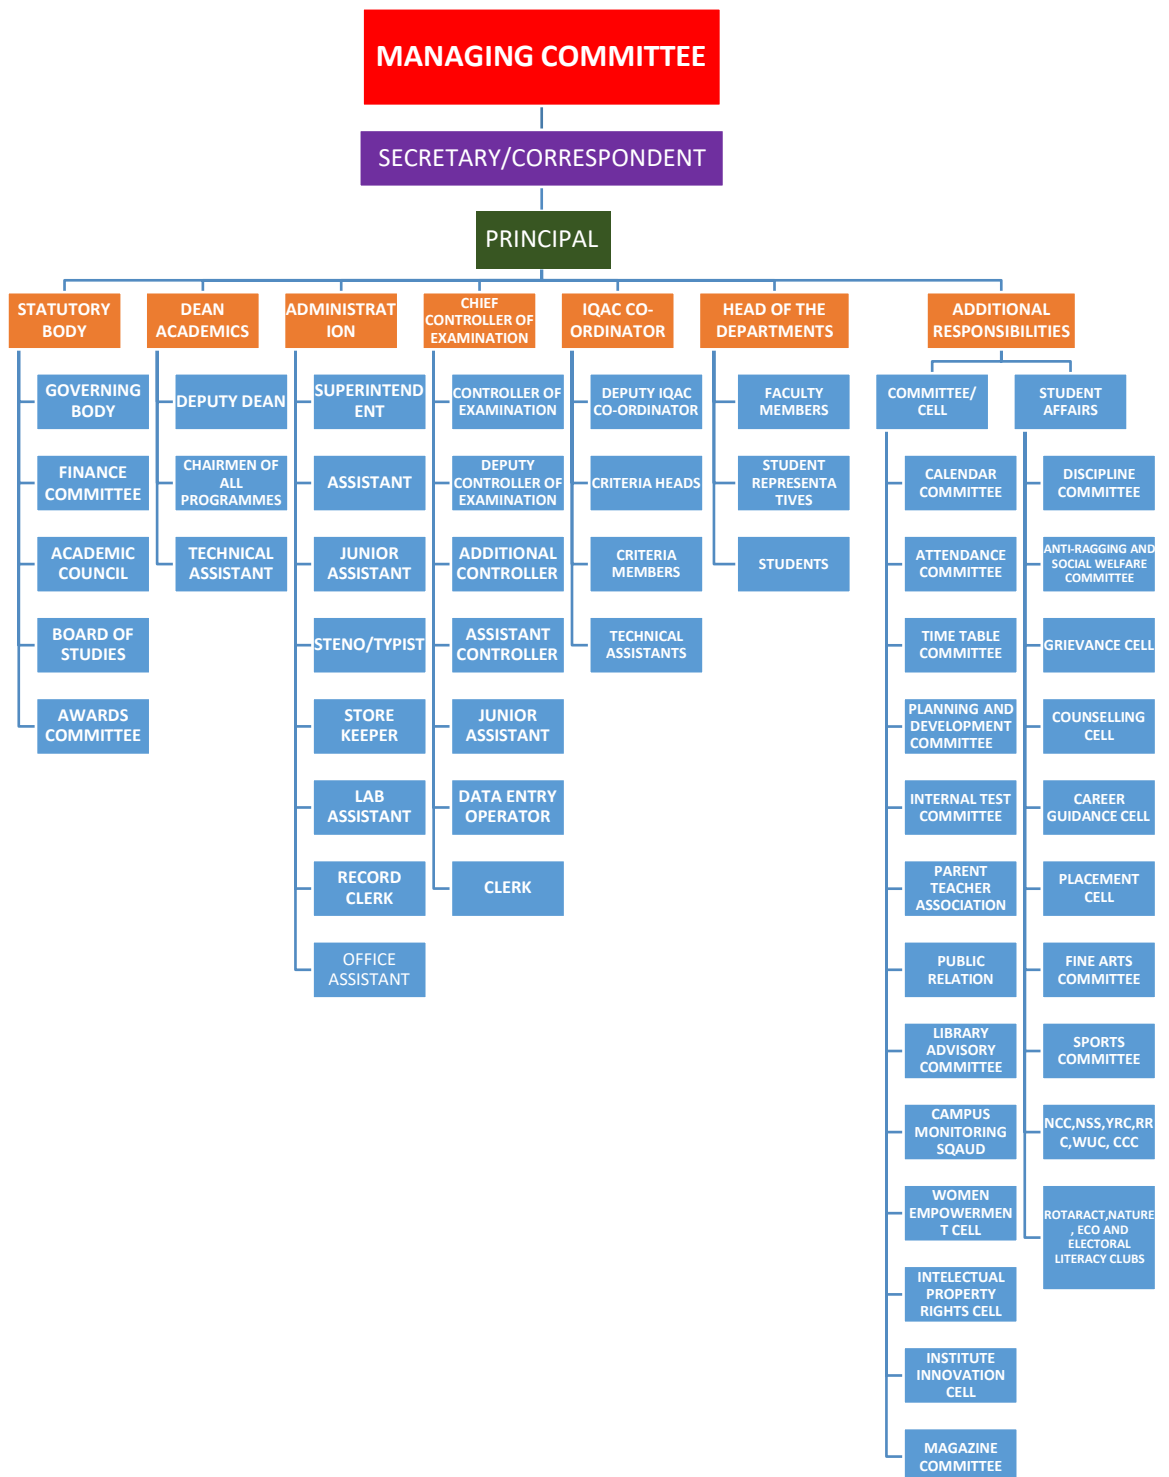 MANAGING COMMITTEE
SECRETARY/CORRESPONDENT
PRINCIPAL
STATUTORY
BODY
GOVERNING
BODY
FINANCE
COMMITTEE
ACADEMIC
COUNCIL
BOARD OF
STUDIES
AWARDS
COMMITTEE
DEAN
ACADEMICS
DEPUTY DEAN
CHAIRMEN OF
ALL
PROGRAMMES
TECHNICAL
ASSISTANT
ADMINISTRAT
ION
SUPERINTEND
ENT
ASSISTANT
JUNIOR
ASSISTANT
STENO/TYPIST
STORE
KEEPER
LAB
ASSISTANT
RECORD
CLERK
OFFICE
ASSISTANT
CHIEF
CONTROLLER OF
EXAMINATION
CONTROLLER OF
EXAMINATION
DEPUTY
CONTROLLER OF
EXAMINATION
ADDITIONAL
CONTROLLER
ASSISTANT
CONTROLLER
JUNIOR
ASSISTANT
DATA ENTRY
OPERATOR
CLERK
IQAC CO-
ORDINATOR
DEPUTY IQAC
CO-ORDINATOR
CRITERIA HEADS
CRITERIA
MEMBERS
TECHNICAL
ASSISTANTS
HEAD OF THE
DEPARTMENTS
FACULTY
MEMBERS
STUDENT
REPRESENTA
TIVES
STUDENTS
ADDITIONAL
RESPONSIBILITIES
COMMITTEE/
CELL
CALENDAR
COMMITTEE
ATTENDANCE
COMMITTEE
TIME TABLE
COMMITTEE
PLANNING AND
DEVELOPMENT
COMMITTEE
INTERNAL TEST
COMMITTEE
PARENT
TEACHER
ASSOCIATION
PUBLIC
RELATION
LIBRARY
ADVISORY
COMMITTEE
CAMPUS
MONITORING
SQAUD
WOMEN
EMPOWERMEN
T CELL
INTELECTUAL
PROPERTY
RIGHTS CELL
INSTITUTE
INNOVATION
CELL
MAGAZINE
COMMITTEE
STUDENT
AFFAIRS
DISCIPLINE
COMMITTEE
ANTI-RAGGING AND
SOCIAL WELFARE
COMMITTEE
GRIEVANCE CELL
COUNSELLING
CELL
CAREER
GUIDANCE CELL
PLACEMENT
CELL
FINE ARTS
COMMITTEE
SPORTS
COMMITTEE
NCC,NSS,YRC,RR
C,WUC, CCC
ROTARACT,NATURE
, ECO AND
ELECTORAL
LITERACY CLUBS